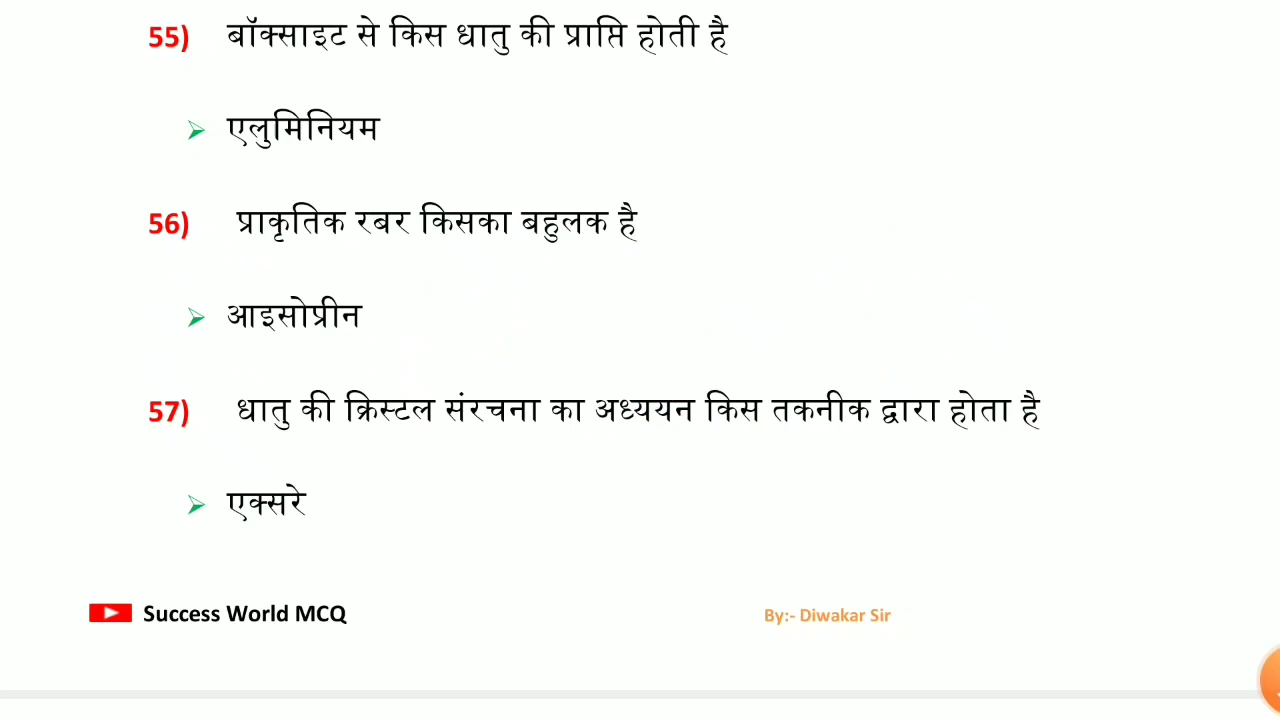 55) बॉक्साइट से किस धातु की प्राप्ति होती है
➢ एलुमिनियम
56) प्राकृतिक रबर किसका बहुलक है
➢ आइसोप्रीन
57) धातु की क्रिस्टल संरचना का अध्ययन किस तकनीक द्वारा होता है
➢ एक्सरे
Success World MCQ By:- Diwakar Sir